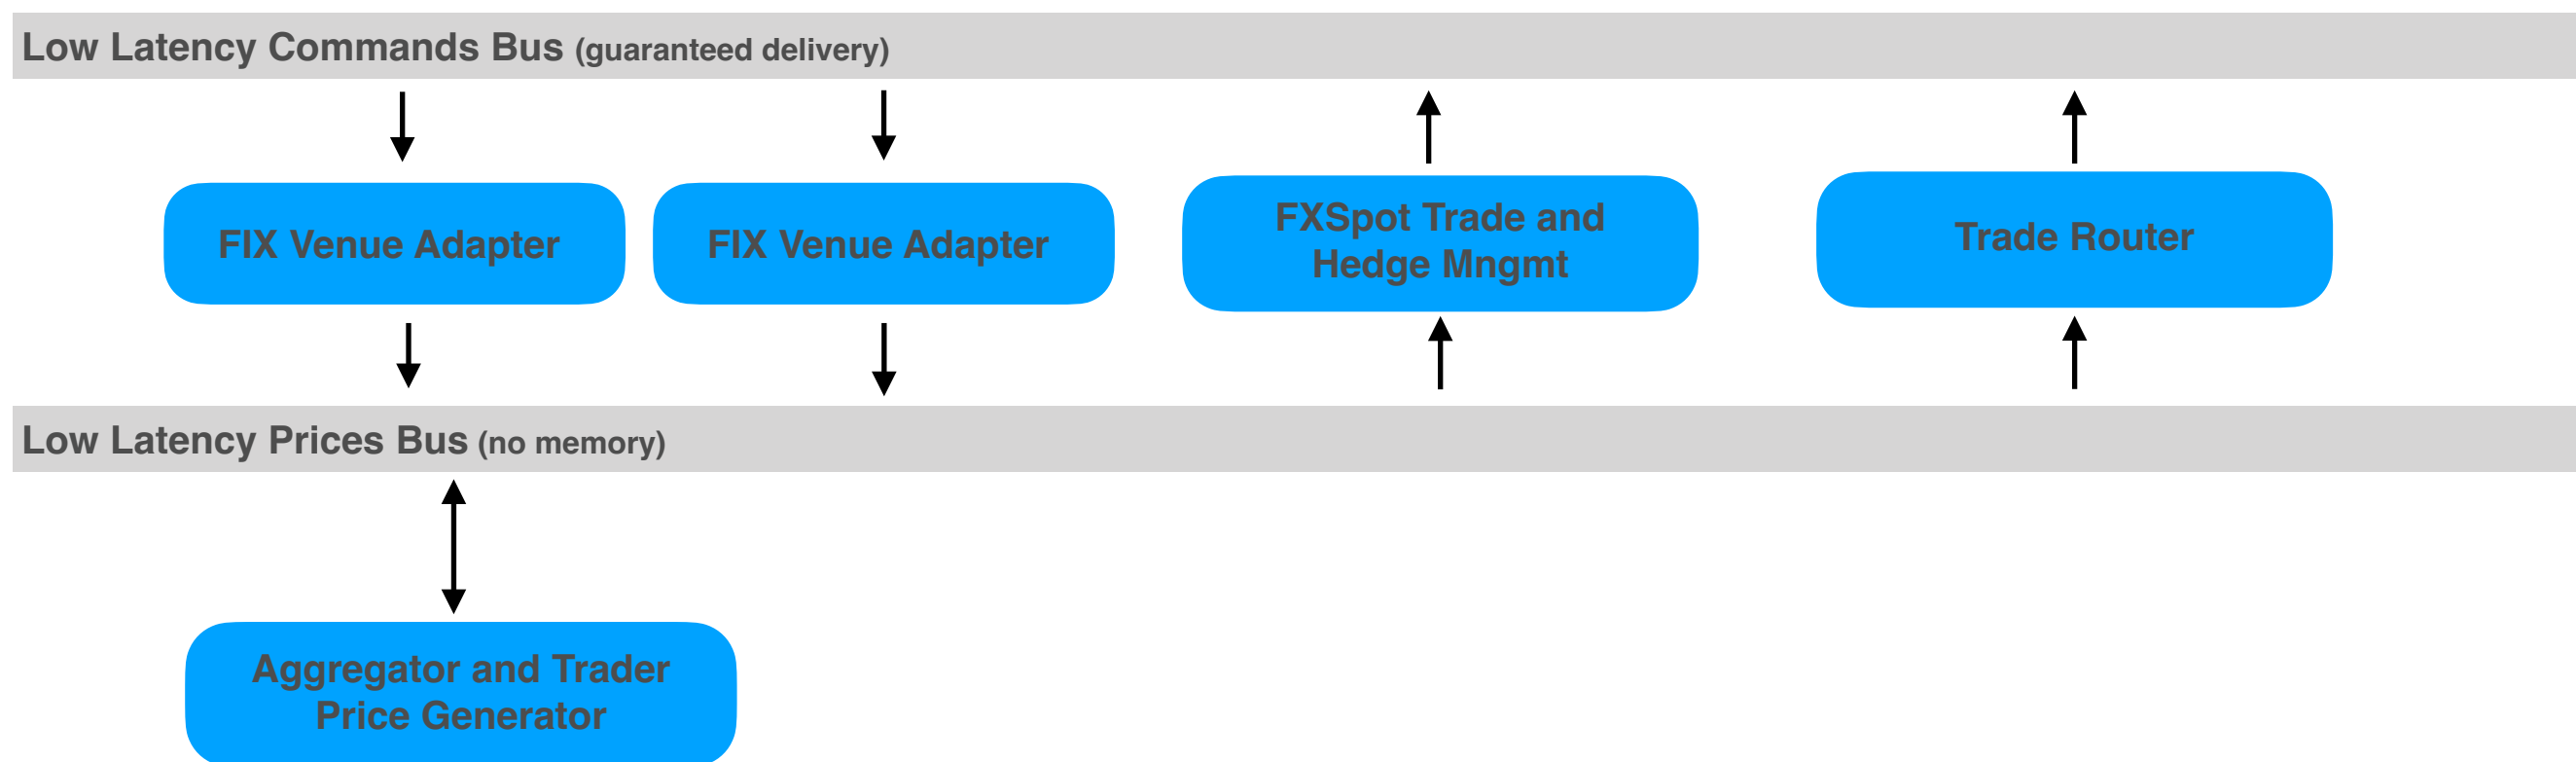 Low Latency Commands Bus (guaranteed delivery)
FIX Venue Adapter
FIX Venue Adapter
FXSpot Trade and
Hedge Mngmt
Trade Router
Low Latency Prices Bus (no memory)
Aggregator and Trader
Price Generator